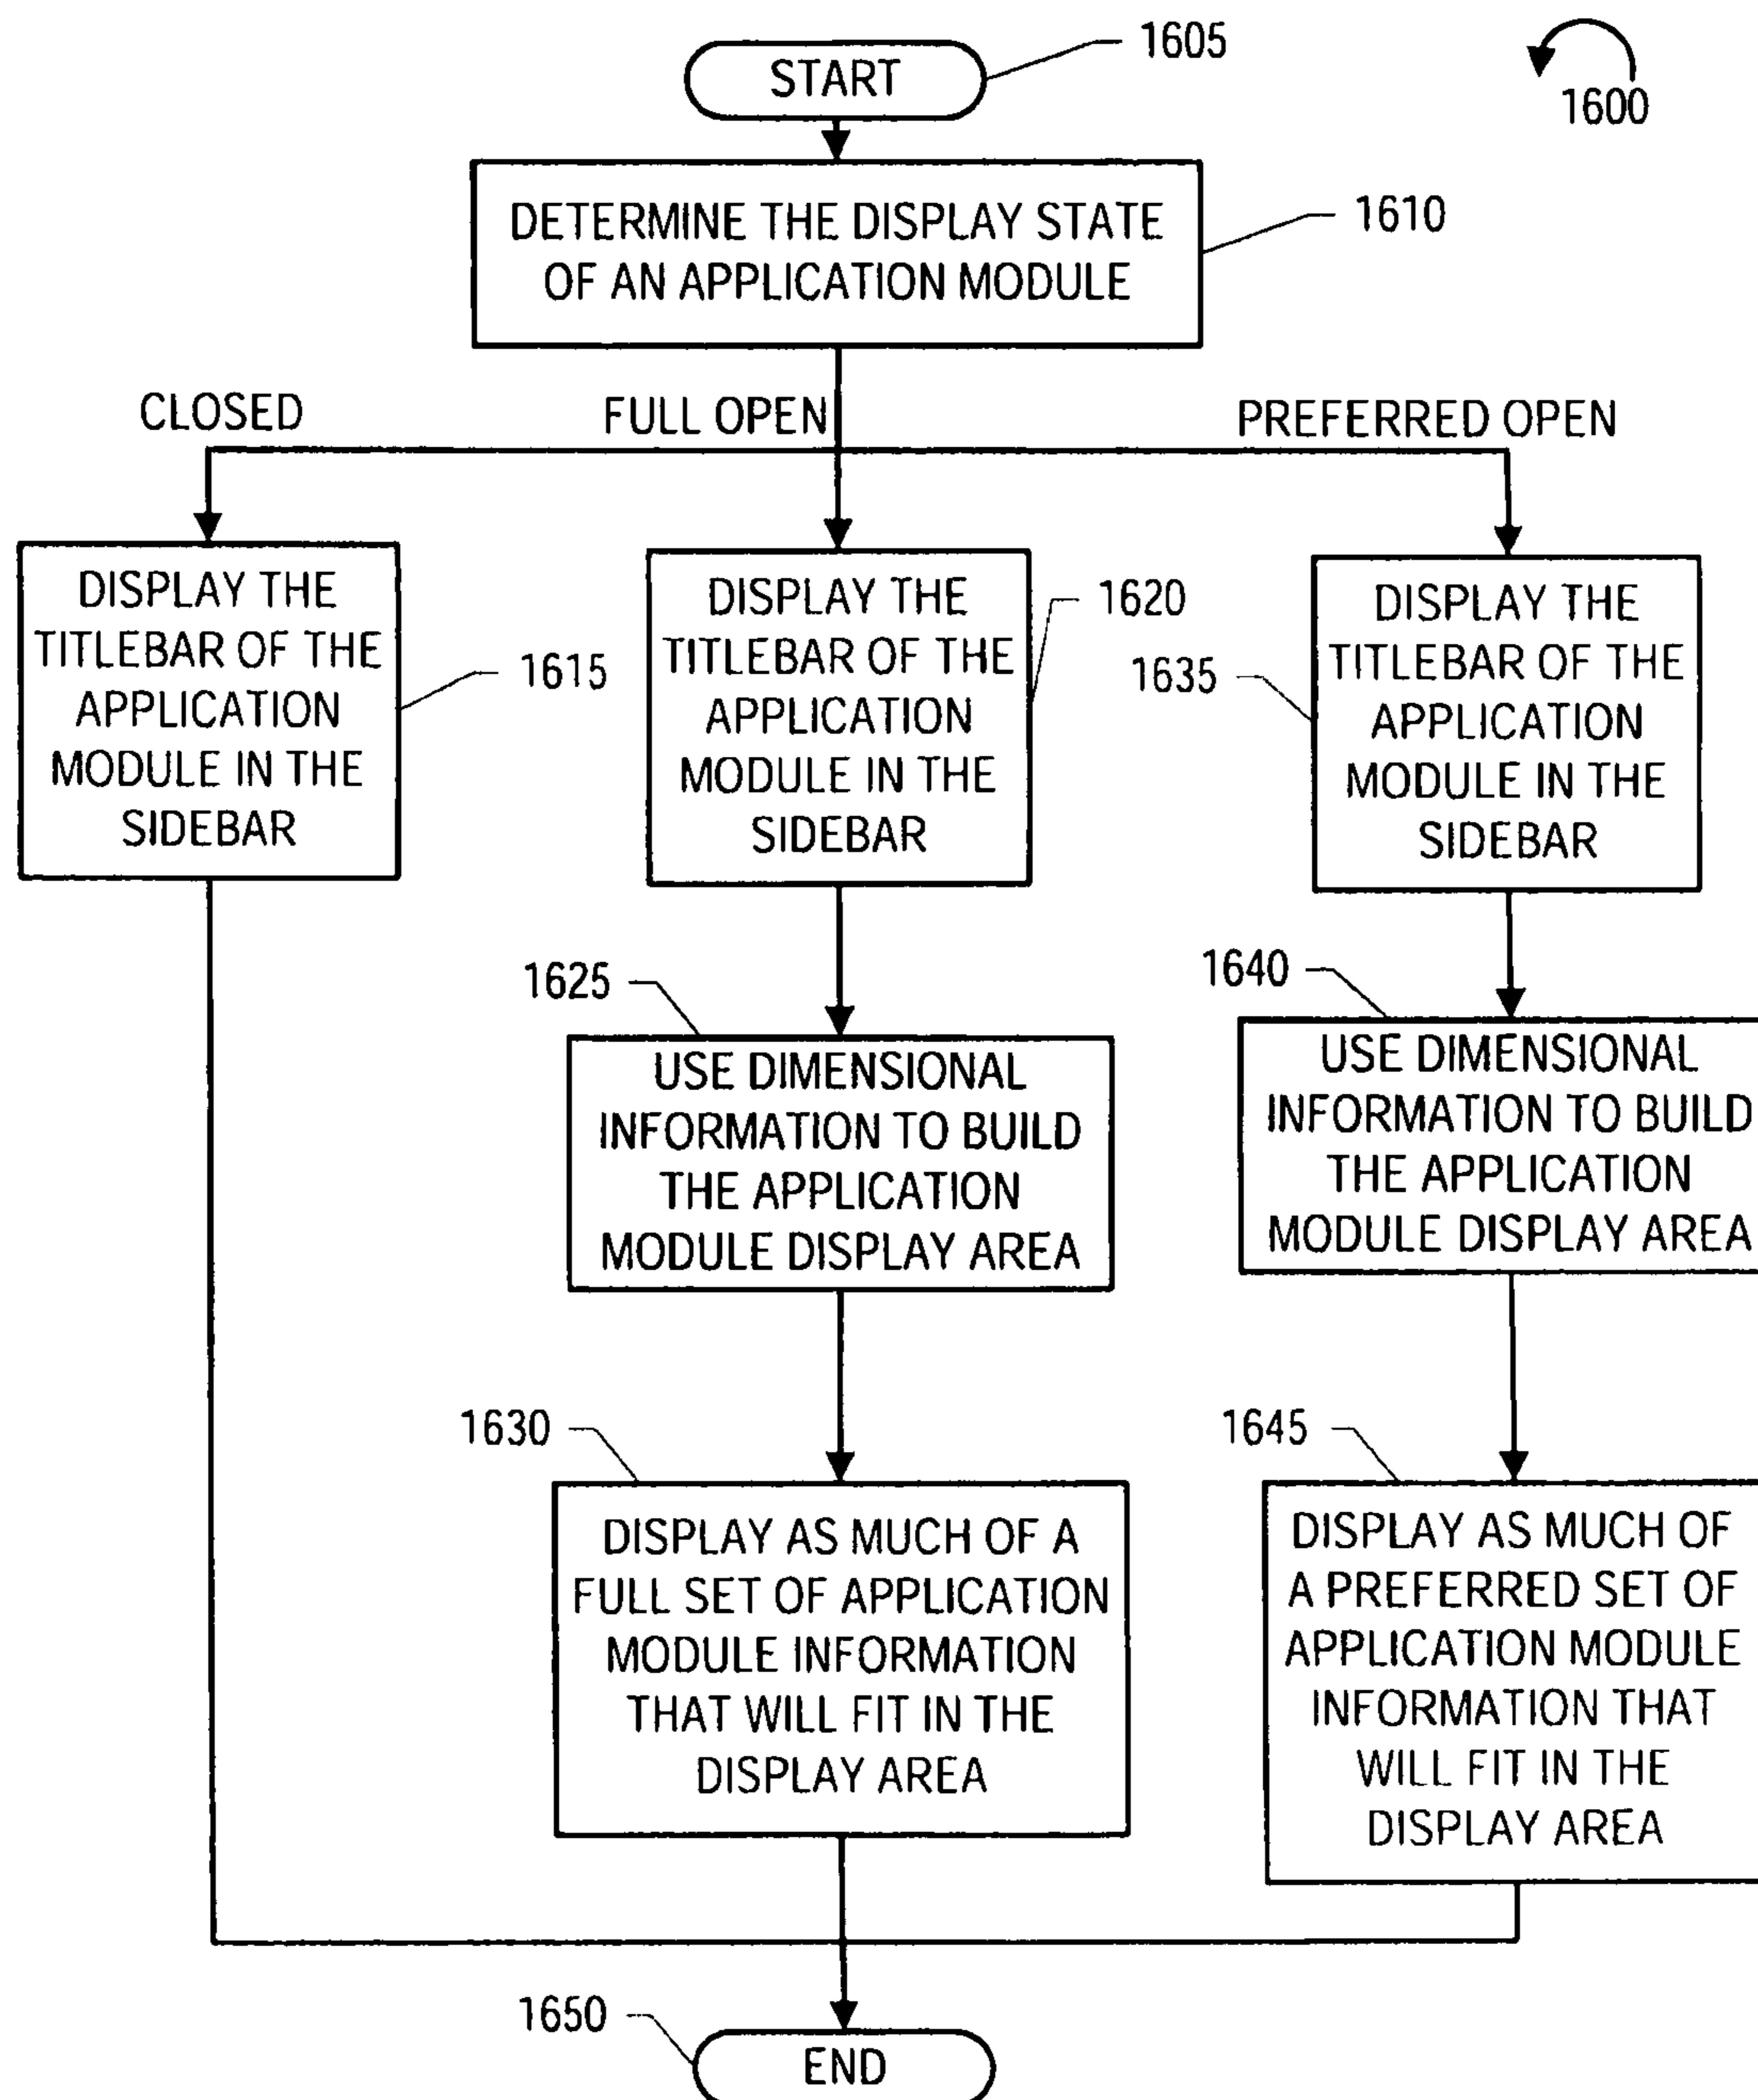 START
1605
1600
DETERMINE THE DISPLAY STATE
OF AN APPLICATION MODULE
1610
CLOSED
FULL OPEN
PREFERRED OPEN
DISPLAY THE
TITLEBAR OF THE
APPLICATION
MODULE IN THE
SIDEBAR
1615
DISPLAY THE
TITLEBAR OF THE
APPLICATION
MODULE IN THE
SIDEBAR
1620
1635
DISPLAY THE
TITLEBAR OF THE
APPLICATION
MODULE IN THE
SIDEBAR
1625
USE DIMENSIONAL
INFORMATION TO BUILD
THE APPLICATION
MODULE DISPLAY AREA
1640
USE DIMENSIONAL
INFORMATION TO BUILD
THE APPLICATION
MODULE DISPLAY AREA
1630
DISPLAY AS MUCH OF A
FULL SET OF APPLICATION
MODULE INFORMATION
THAT WILL FIT IN THE
DISPLAY AREA
1645
DISPLAY AS MUCH OF
A PREFERRED SET OF
APPLICATION MODULE
INFORMATION THAT
WILL FIT IN THE
DISPLAY AREA
1650
END